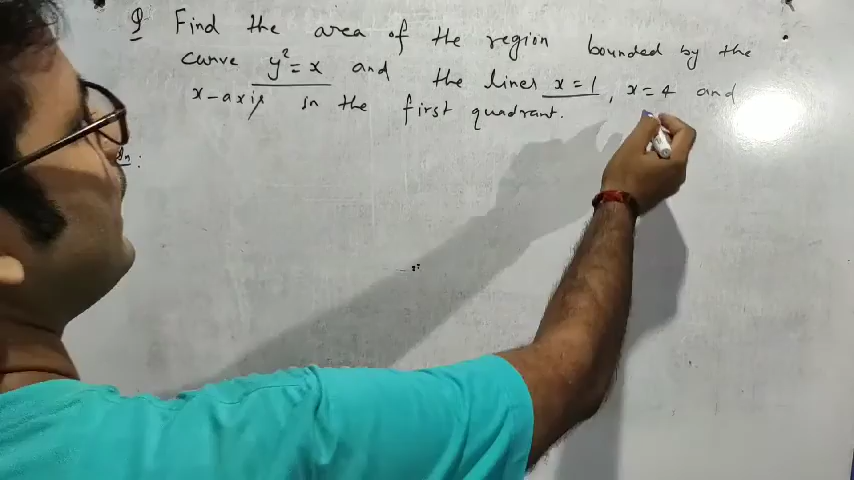 Q Find the area of the region bounded by the
curve y² = x and the lines x = 1, x = 4 and
x-axis in the first quadrant.